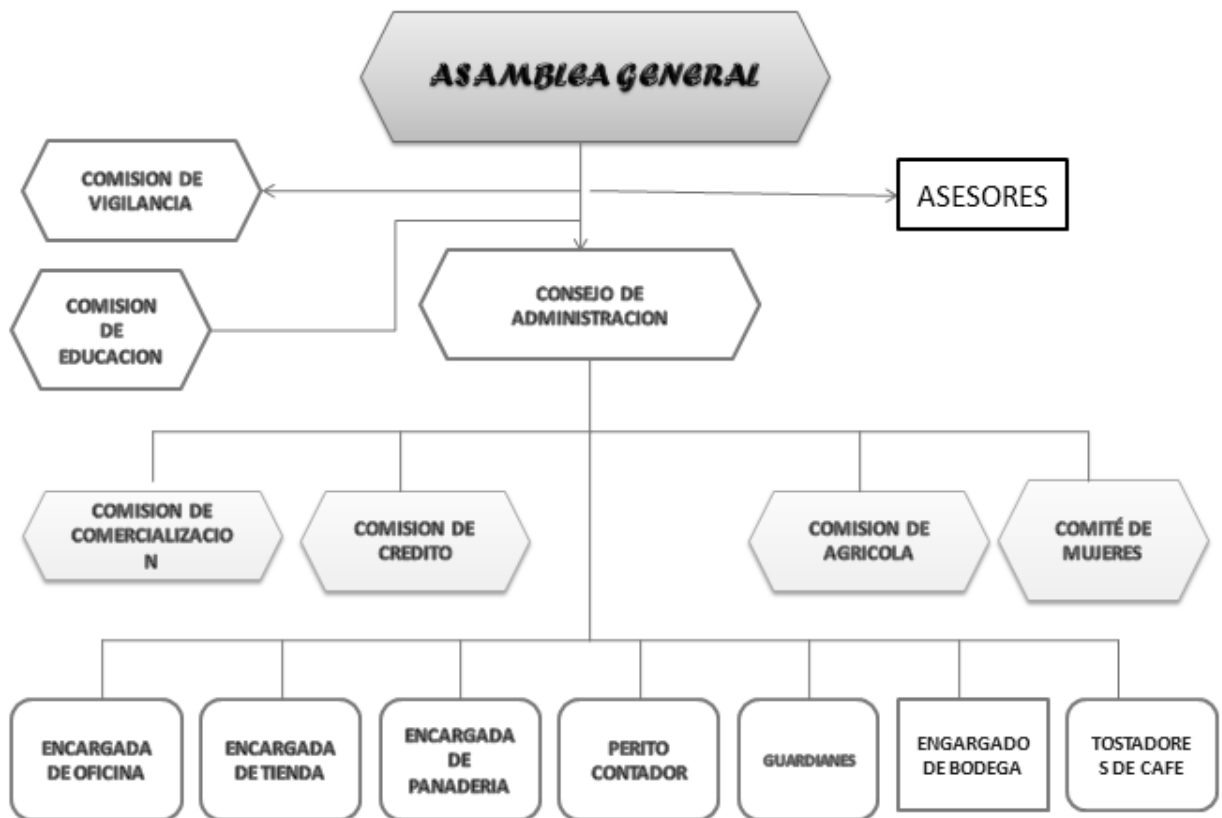 ASAMBLEA GENERAL
COMISION DE
VIGILANCIA
ASESORES
COMISION
DE
EDUCACION
CONSEJO DE
ADMINISTRACION
COMISION DE
COMERCIALIZACIO
N
COMISION DE
CREDITO
COMISION DE
AGRICOLA
COMITÉ DE
MUJERES
ENCARGADA
DE OFICINA
ENCARGADA
DE TIENDA
ENCARGADA
DE
PANADERIA
PERITO
CONTADOR
GUARDIANES
ENGARGADO
DE BODEGA
TOSTADORE
S DE CAFE